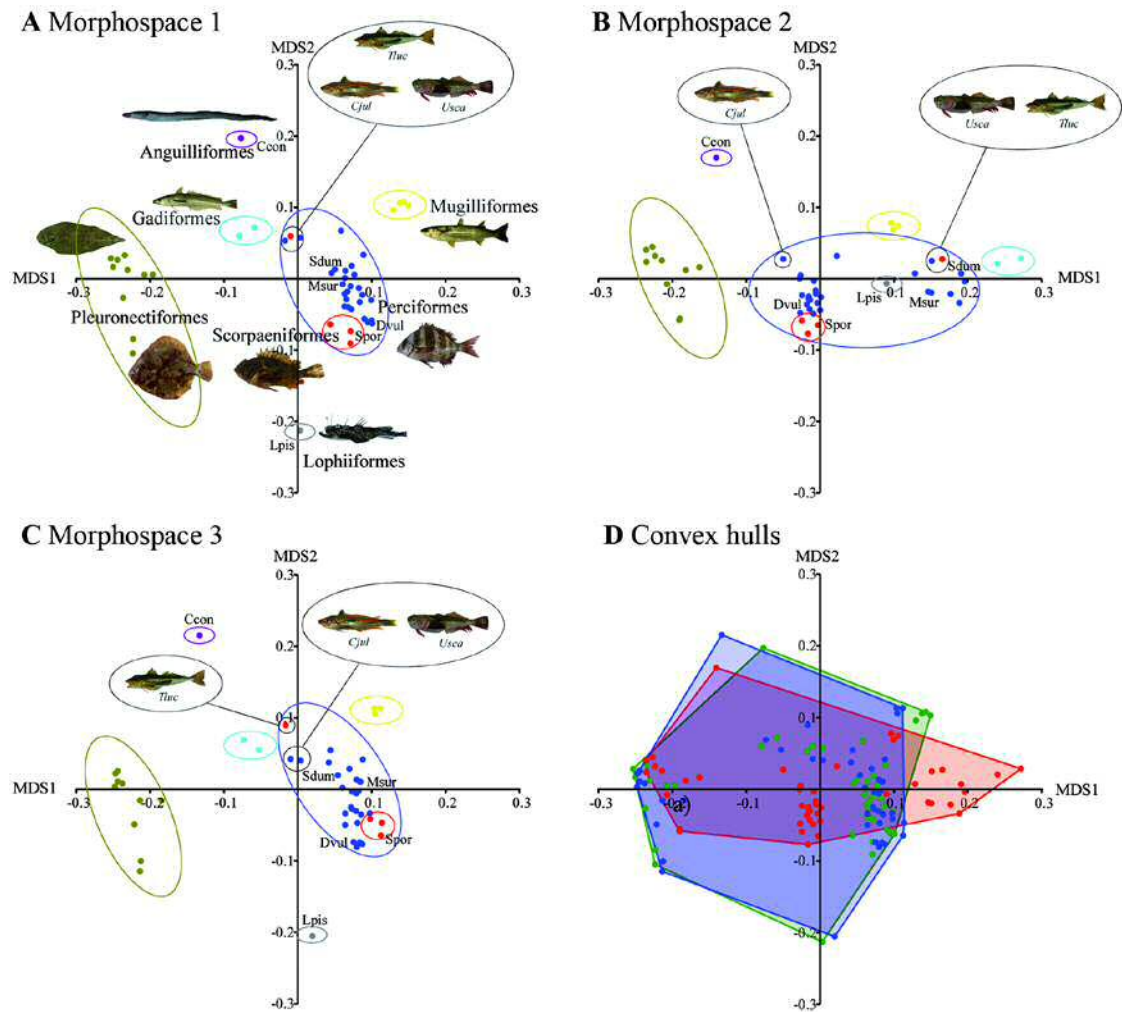 A Morphospace 1
MDS2
0.3
0.2
0.1
-0.1
-0.2
-0.3
MDS1
-0.3
-0.2
-0.1
0
0.1
0.2
0.3
Tluc
Cjul
Usca
Ccon
Anguilliformes
Gadiformes
Mugilliformes
Sdum
Msur
Perciformes
Dvul
Pleuronectiformes
Scorpaeniformes
Spor
Lpis
Lophiiformes
B Morphospace 2
MDS2
0.3
0.2
0.1
-0.1
-0.2
-0.3
MDS1
-0.3
-0.2
-0.1
0
0.1
0.2
0.3
Cjul
Usca
Tluc
Ccon
Sdum
Lpis
Msur
Dvul
Spor
C Morphospace 3
MDS2
0.3
0.2
0.1
-0.1
-0.2
-0.3
MDS1
-0.3
-0.2
-0.1
0
0.1
0.2
0.3
Ccon
Cjul
Usca
Tluc
Sdum
Msur
Dvul
Spor
Lpis
D Convex hulls
MDS2
0.3
0.2
0.1
-0.1
-0.2
-0.3
MDS1
-0.3
-0.2
-0.1
0
0.1
0.2
0.3
a)